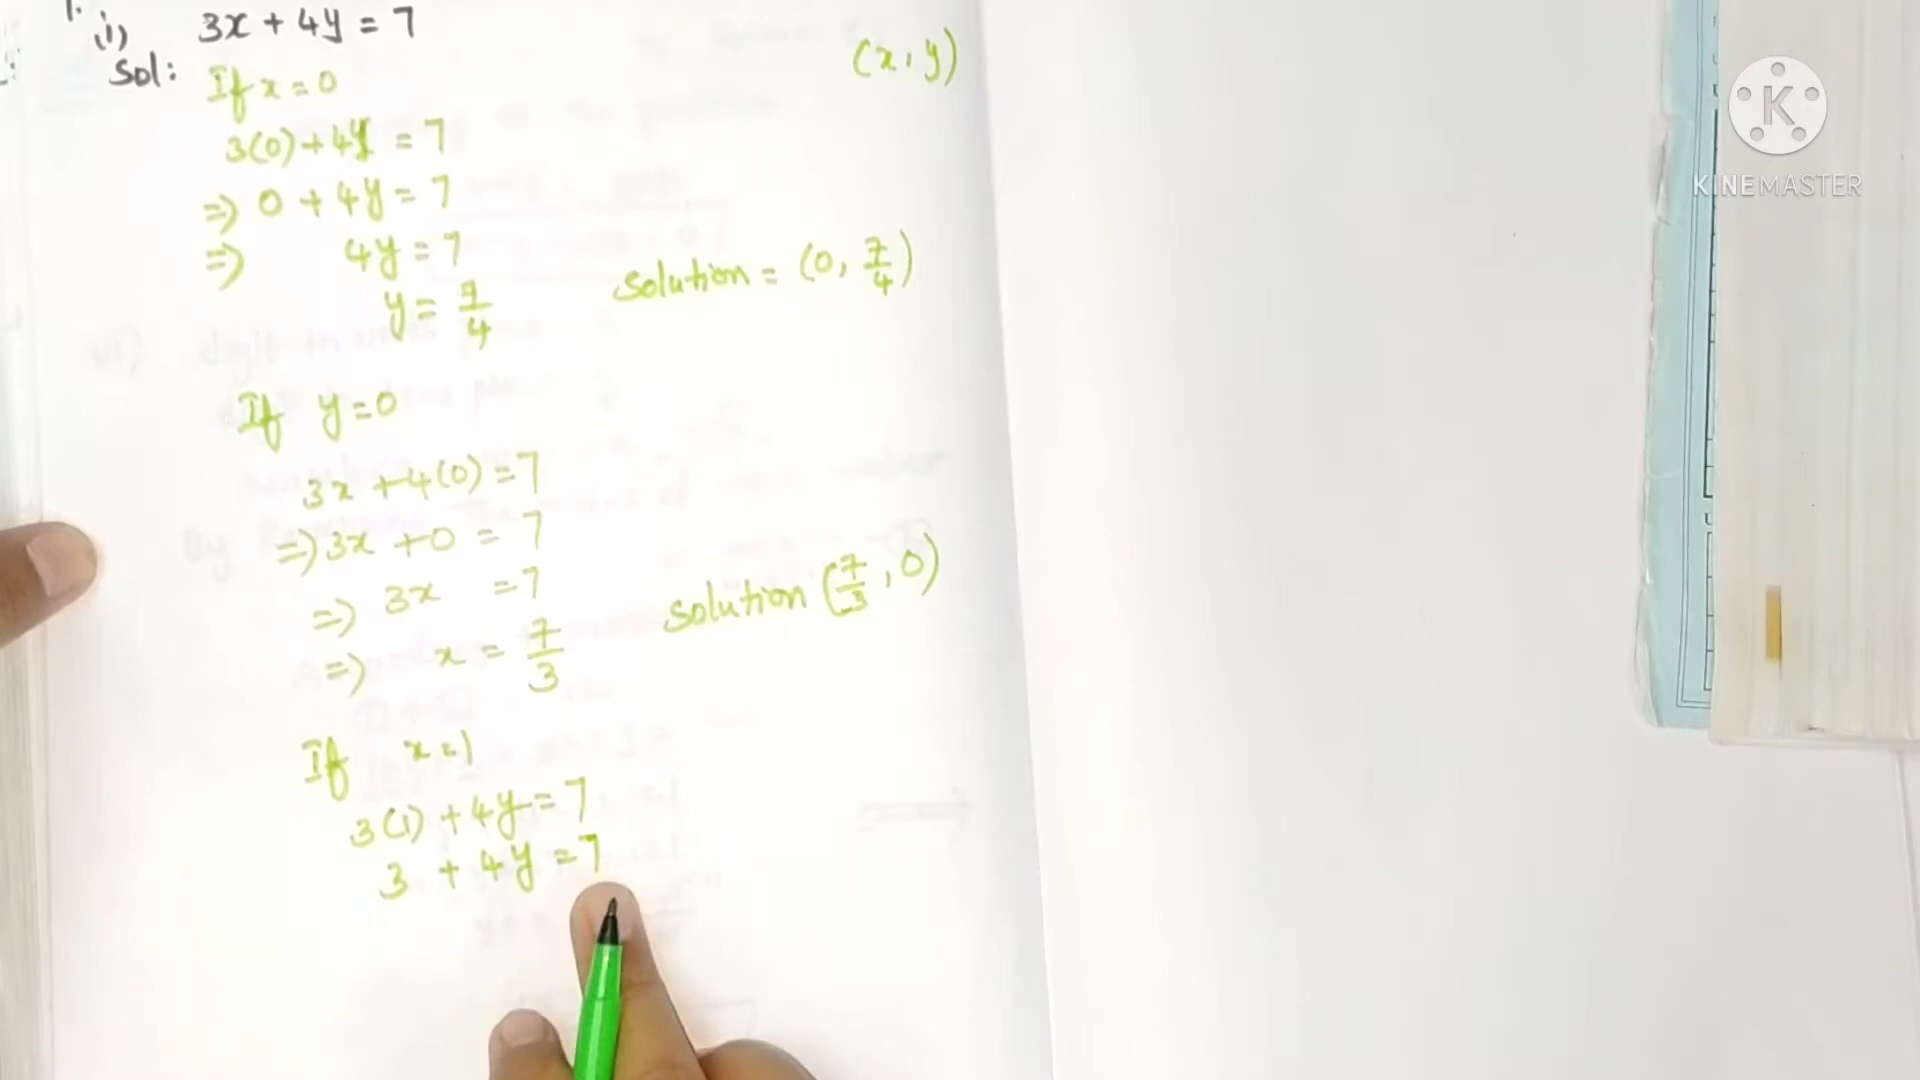 1.
i) 3x + 4y = 7
Sol: If x = 0
(x, y)
3(0) + 4y = 7
=> 0 + 4y = 7
=> 4y = 7
y = 7/4
solution = (0, 7/4)
If y = 0
3x + 4(0) = 7
=> 3x + 0 = 7
=> 3x = 7
=> x = 7/3
solution (7/3, 0)
If x = 1
3(1) + 4y = 7
3 + 4y = 7
K
KINEMASTER